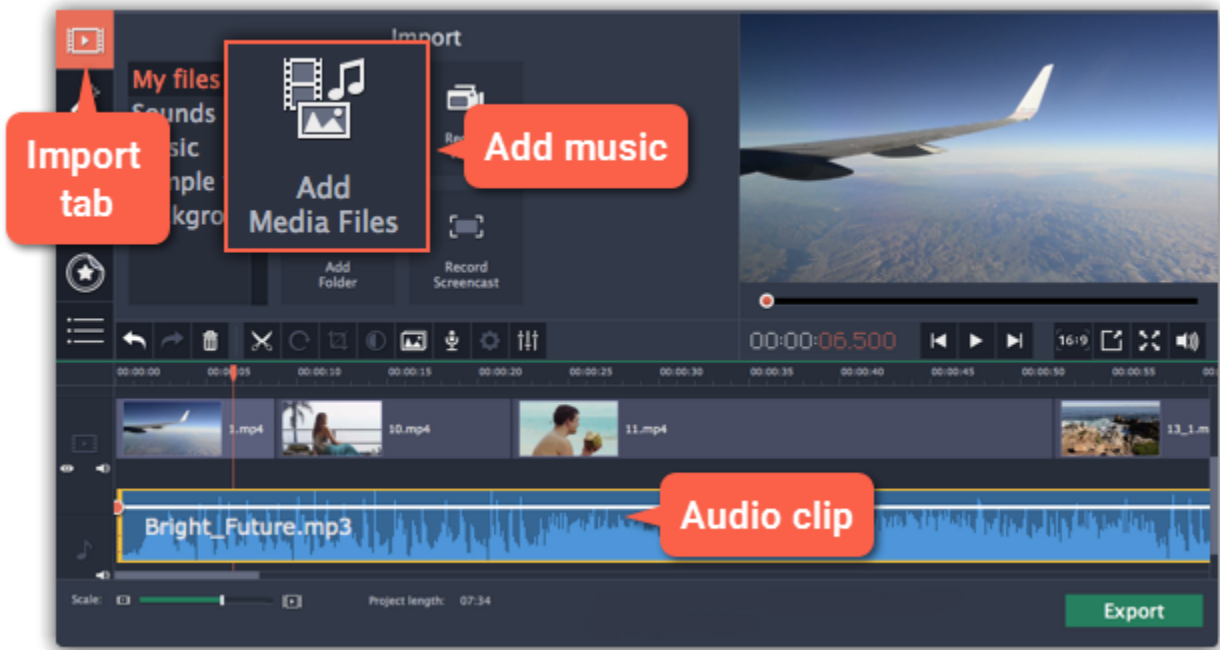 Import
My files
Sounds
Import
tab
Add
Media Files
Add music
Add
Folder
Record
Screencast
00:00:06.500
16:9
00:00:00
00:00:05
00:00:10
00:00:15
00:00:20
00:00:25
00:00:30
00:00:35
00:00:40
00:00:45
00:00:50
00:00:55
1.mp4
10.mp4
11.mp4
Bright_Future.mp3
Audio clip
Scale:
Project length: 07:34
Export